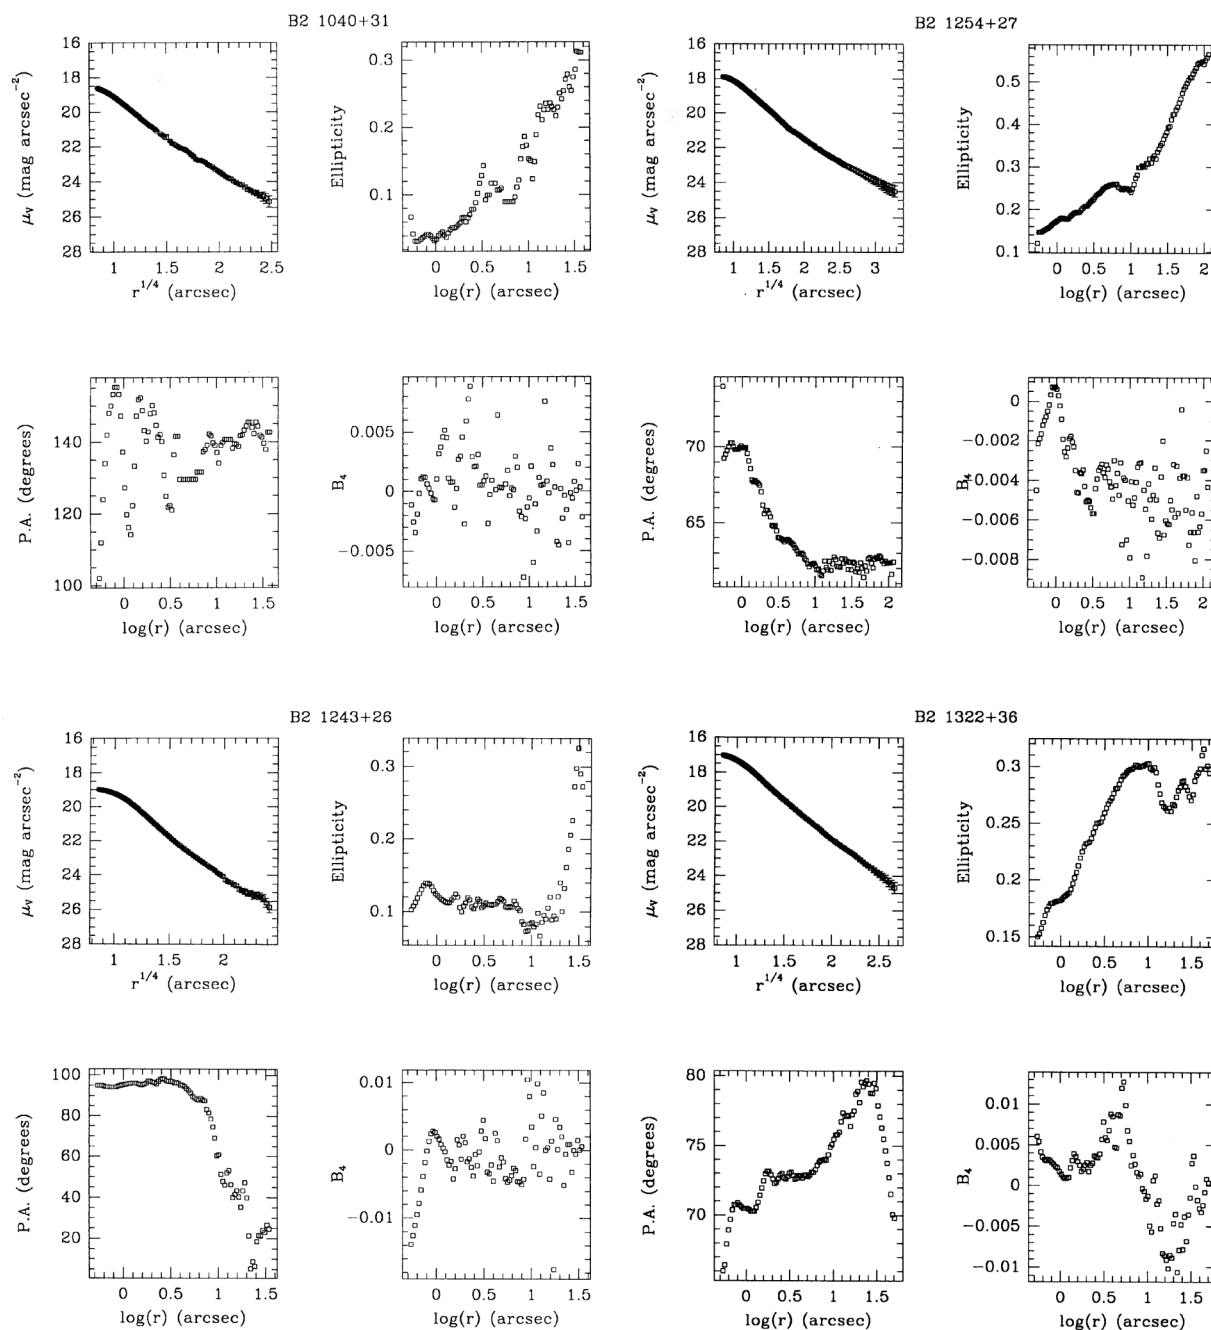 B2 1040+31
16
18
20
22
24
26
28
μV (mag arcsec−2)
1 1.5 2 2.5
r1/4 (arcsec)
0.3
0.2
0.1
Ellipticity
0 0.5 1 1.5
log(r) (arcsec)
140
120
100
P.A. (degrees)
0 0.5 1 1.5
log(r) (arcsec)
0.005
0
−0.005
B4
0 0.5 1 1.5
log(r) (arcsec)
B2 1254+27
16
18
20
22
24
26
28
μV (mag arcsec−2)
1 1.5 2 2.5 3
r1/4 (arcsec)
0.5
0.4
0.3
0.2
0.1
Ellipticity
0 0.5 1 1.5 2
log(r) (arcsec)
70
65
P.A. (degrees)
0 0.5 1 1.5 2
log(r) (arcsec)
0
−0.002
−0.004
−0.006
−0.008
B4
0 0.5 1 1.5 2
log(r) (arcsec)
B2 1243+26
16
18
20
22
24
26
28
μV (mag arcsec−2)
1 1.5 2
r1/4 (arcsec)
0.3
0.2
0.1
Ellipticity
0 0.5 1 1.5
log(r) (arcsec)
100
80
60
40
20
P.A. (degrees)
0 0.5 1 1.5
log(r) (arcsec)
0.01
0
−0.01
B4
0 0.5 1 1.5
log(r) (arcsec)
B2 1322+36
16
18
20
22
24
26
28
μV (mag arcsec−2)
1 1.5 2 2.5
r1/4 (arcsec)
0.3
0.25
0.2
0.15
Ellipticity
0 0.5 1 1.5
log(r) (arcsec)
80
75
70
P.A. (degrees)
0 0.5 1 1.5
log(r) (arcsec)
0.01
0.005
0
−0.005
−0.01
B4
0 0.5 1 1.5
log(r) (arcsec)